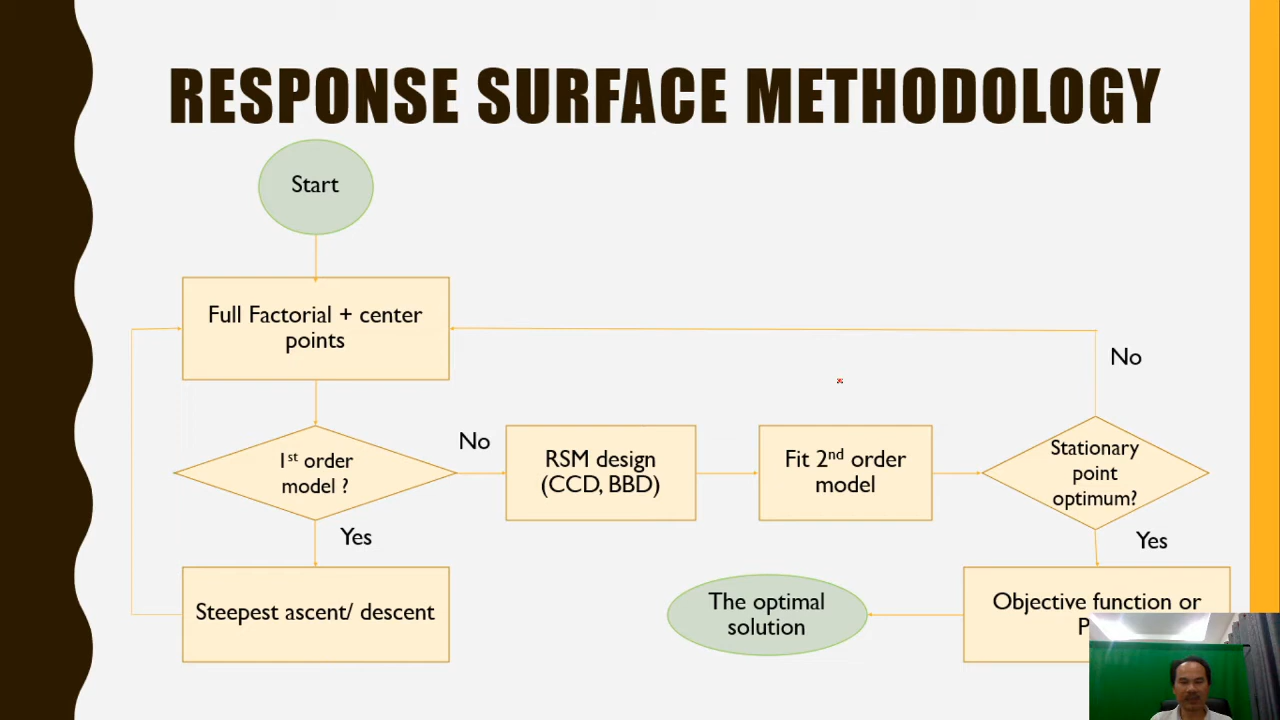 RESPONSE SURFACE METHODOLOGY
Start
Full Factorial + center
points
No
1st order
model ?
No
RSM design
(CCD, BBD)
Fit 2nd order
model
Stationary
point
optimum?
Yes
Yes
Steepest ascent/ descent
The optimal
solution
Objective function or